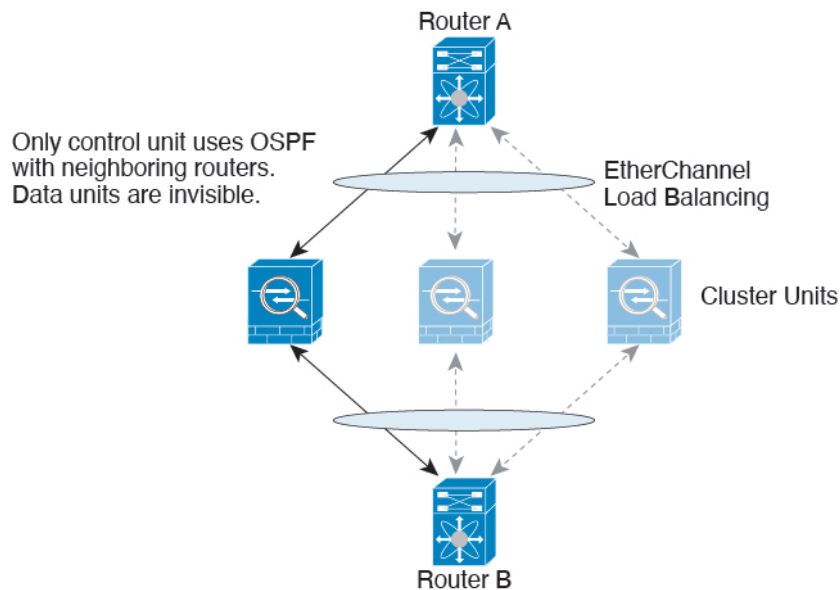 Router A
Only control unit uses OSPF
with neighboring routers.
Data units are invisible.
EtherChannel
Load Balancing
Cluster Units
Router B